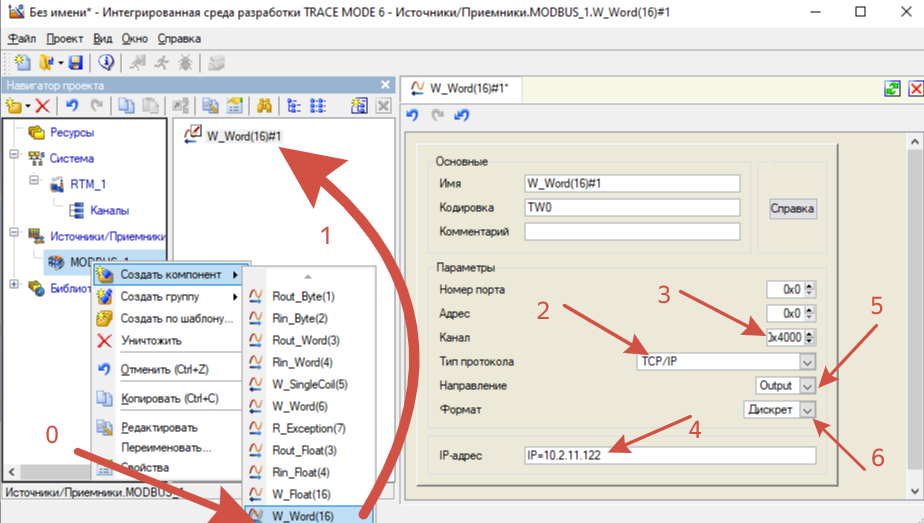 Без имени* - Интегрированная среда разработки TRACE MODE 6 - Источники/Приемники.MODBUS_1.W_Word(16)#1
Файл Проект Вид Окно Справка
Навигатор проекта
Ресурсы
Система
RTM_1
Каналы
Источники/Приемники
MODBUS_1
Библиот
W_Word(16)#1
1
Создать компонент
Создать группу
Создать по шаблону...
Уничтожить
Отменить (Ctrl+Z)
Копировать (Ctrl+C)
Редактировать
Переименовать...
Свойства
0
Rout_Byte(1)
Rin_Byte(2)
Rout_Word(3)
Rin_Word(4)
W_SingleCoil(5)
W_Word(6)
R_Exception(7)
Rout_Float(3)
Rin_Float(4)
W_Float(16)
W_Word(16)
Источники/Приемники.MODBUS_1
W_Word(16)#1*
Основные
Имя W_Word(16)#1
Кодировка TW0
Комментарий
Справка
Параметры
Номер порта 0x0
Адрес 0x0
Канал 0x4000
Тип протокола TCP/IP
Направление Output
Формат Дискрет
IP-адрес IP=10.2.11.122
2
3
5
4
6